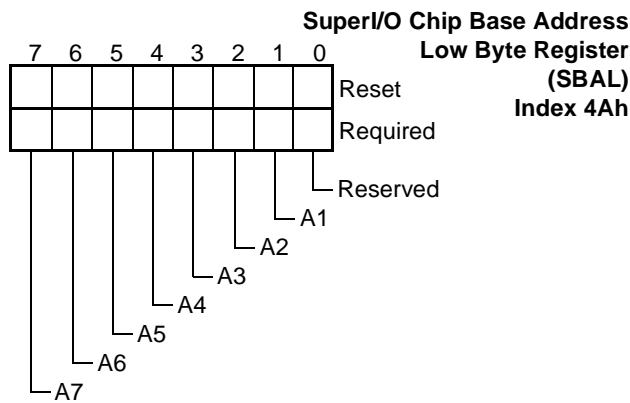 SuperI/O Chip Base Address
Low Byte Register
(SBAL)
Index 4Ah
7 6 5 4 3 2 1 0
Reset
Required
Reserved
A1
A2
A3
A4
A5
A6
A7